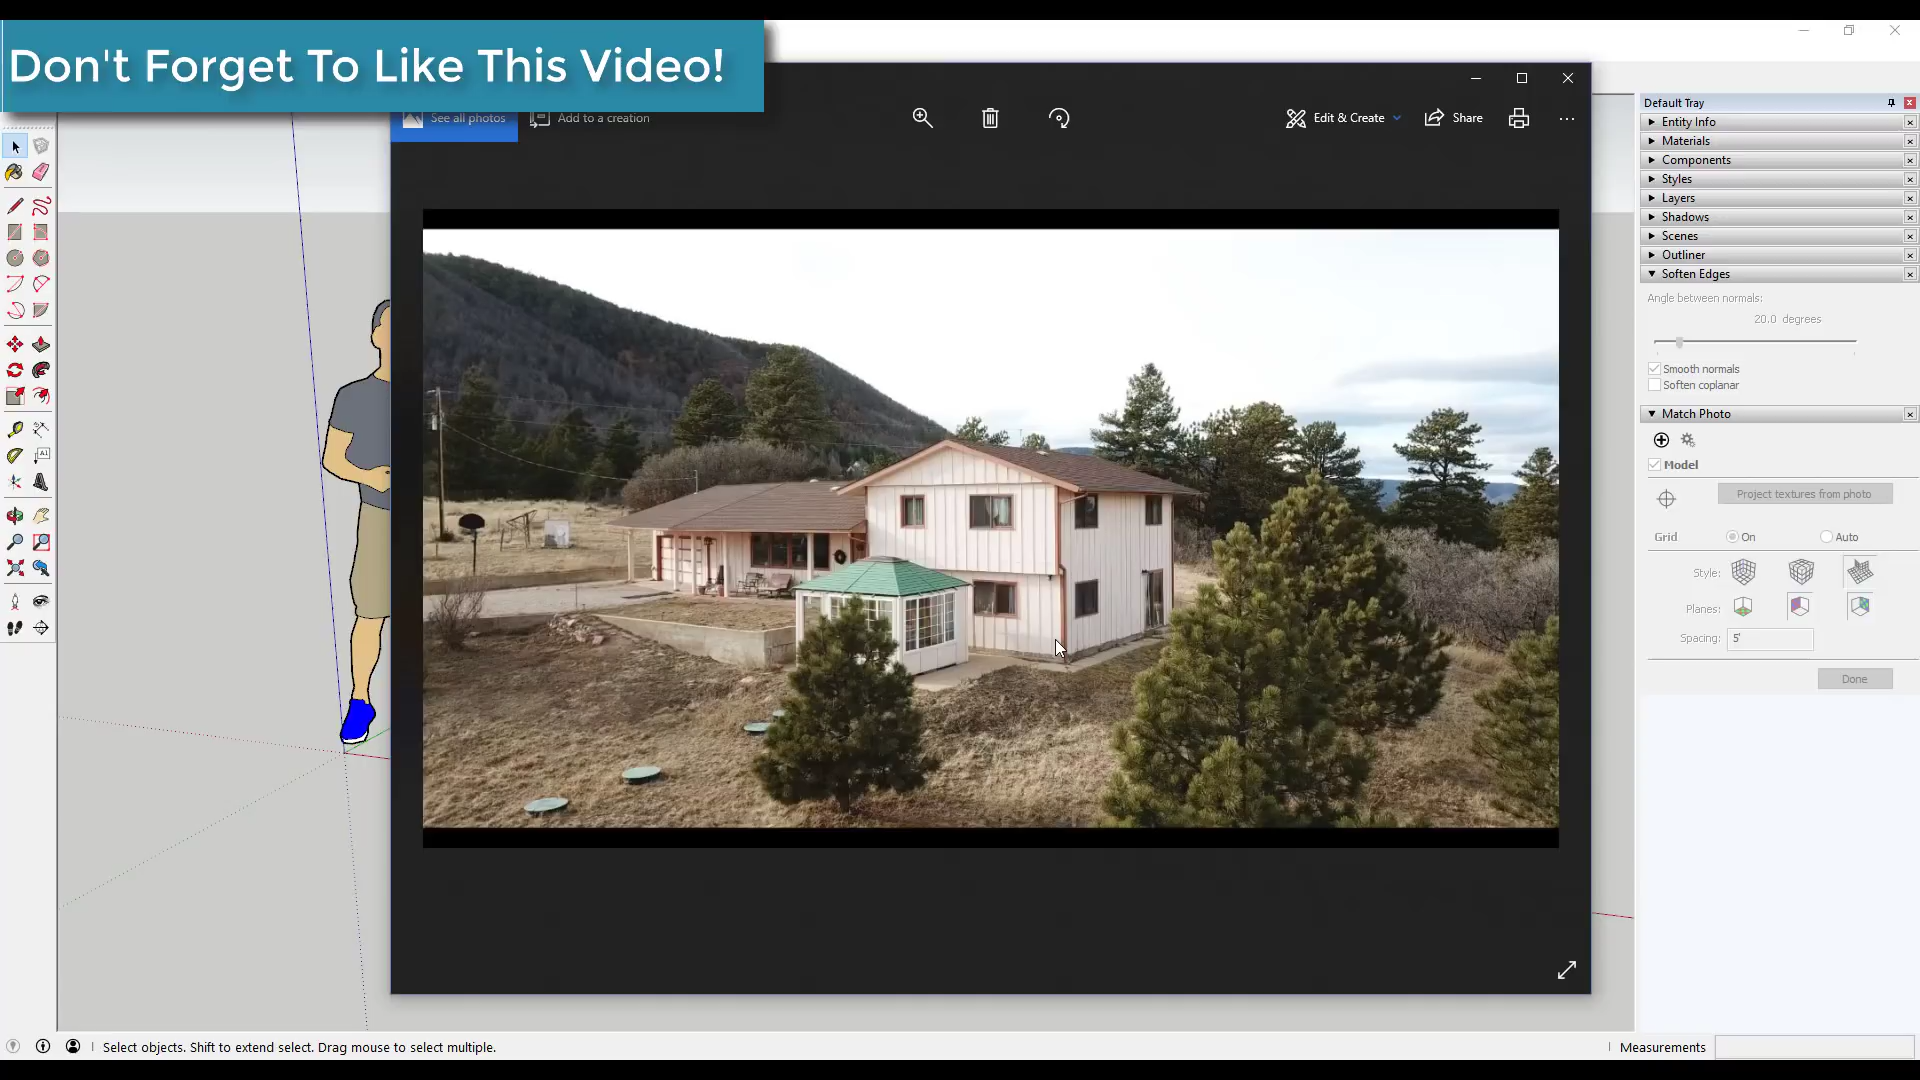 Don't Forget To Like This Video!
See all photos
Add to a creation
Edit & Create
Share
Default Tray
Entity Info
Materials
Components
Styles
Layers
Shadows
Scenes
Outliner
Soften Edges
Angle between normals:
20.0 degrees
Smooth normals
Soften coplanar
Match Photo
Model
Project textures from photo
Grid
On
Auto
Style:
Planes:
Spacing:
5'
Done
Select objects. Shift to extend select. Drag mouse to select multiple.
Measurements